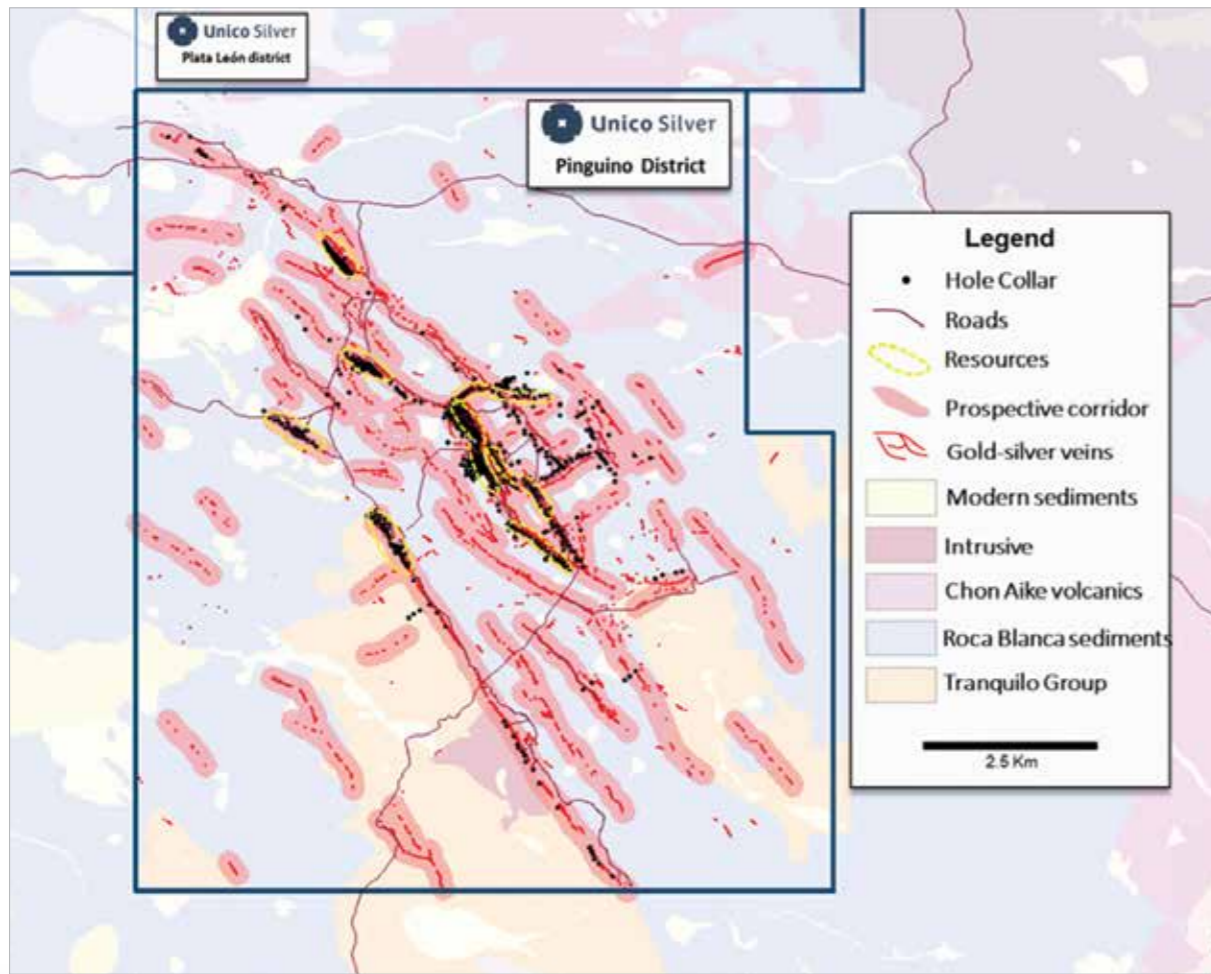 Unico Silver
Plata León district
Unico Silver
Pinguino District
Legend
Hole Collar
Roads
Resources
Prospective corridor
Gold-silver veins
Modern sediments
Intrusive
Chon Aike volcanics
Roca Blanca sediments
Tranquilo Group
2.5 Km